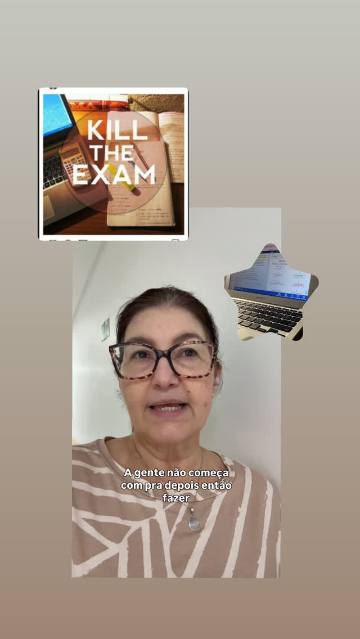 KILL
THE
EXAM
A gente não começa
com pra depois então
fazer